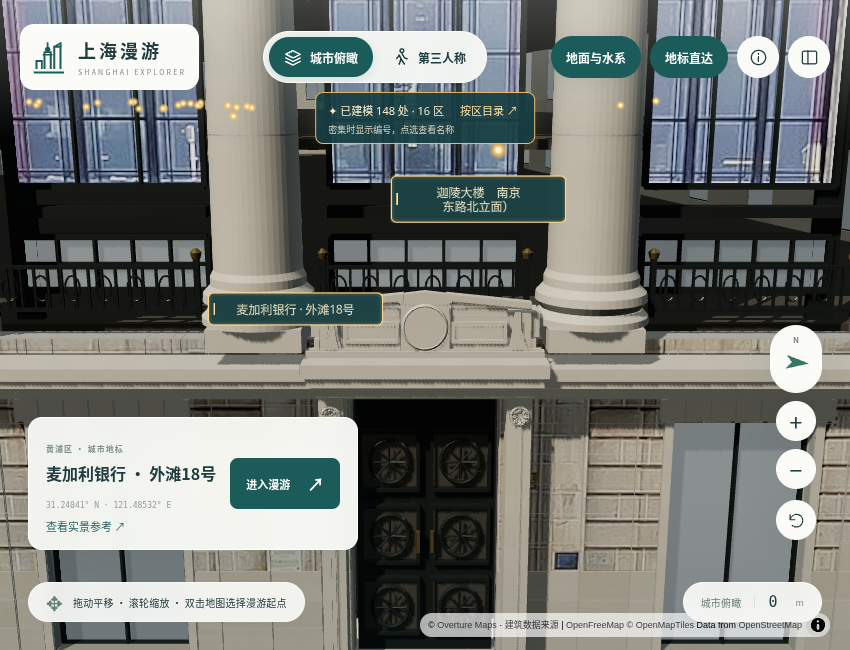 上海漫游
SHANGHAI EXPLORER
城市俯瞰
第三人称
地面与水系
地标直达
✦ 已建模 148 处 · 16 区 按区目录 ↗
密集时显示编号，点选查看名称
迦陵大楼 南京
东路北立面）
麦加利银行 · 外滩18号
N
黄浦区 · 城市地标
麦加利银行 · 外滩18号
进入漫游 ↗
31.24041° N · 121.48532° E
查看实景参考 ↗
拖动平移 · 滚轮缩放 · 双击地图选择漫游起点
城市俯瞰 0 m
© Overture Maps · 建筑数据来源 | OpenFreeMap © OpenMapTiles Data from OpenStreetMap